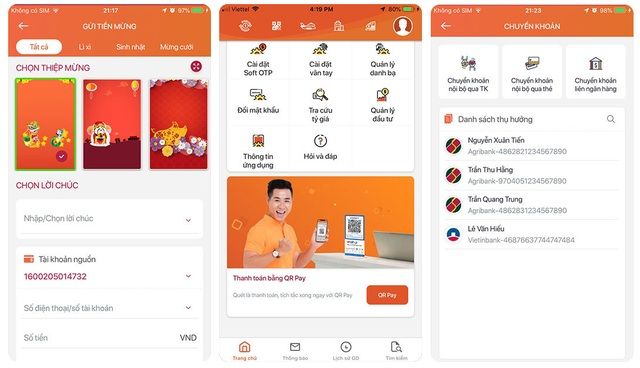 Không có SIM
21:17
97%
GỬI TIỀN MỪNG
Tất cả
Lì xì
Sinh nhật
Mừng cưới
CHỌN THIỆP MỪNG
CHỌN LỜI CHÚC
Nhập/Chọn lời chúc
Tài khoản nguồn
1600205014732
Số điện thoại/số tài khoản
Số tiền
VND
Viettel
4:19 PM
80%
Cài đặt
Soft OTP
Cài đặt
vân tay
Quản lý
danh bạ
Đổi mật khẩu
Tra cứu
tỷ giá
Quản lý
đầu tư
Thông tin
ứng dụng
Hỏi và đáp
Thanh toán bằng QR Pay
Quét là thanh toán, tích tắc xong ngay với QR Pay
QR Pay
Trang chủ
Thông báo
Lịch sử GD
Tìm kiếm
Không có SIM
21:23
97%
CHUYỂN KHOẢN
Chuyển khoản
nội bộ qua TK
Chuyển khoản
nội bộ qua thẻ
Chuyển khoản
liên ngân hàng
Danh sách thụ hưởng
Nguyễn Xuân Tiến
Agribank-4862821234567890
Trần Thu Hằng
Agribank-9704051234567890
Trần Quang Trung
Agribank-4862831234567890
Lê Văn Hiếu
Vietinbank-46876637744747484